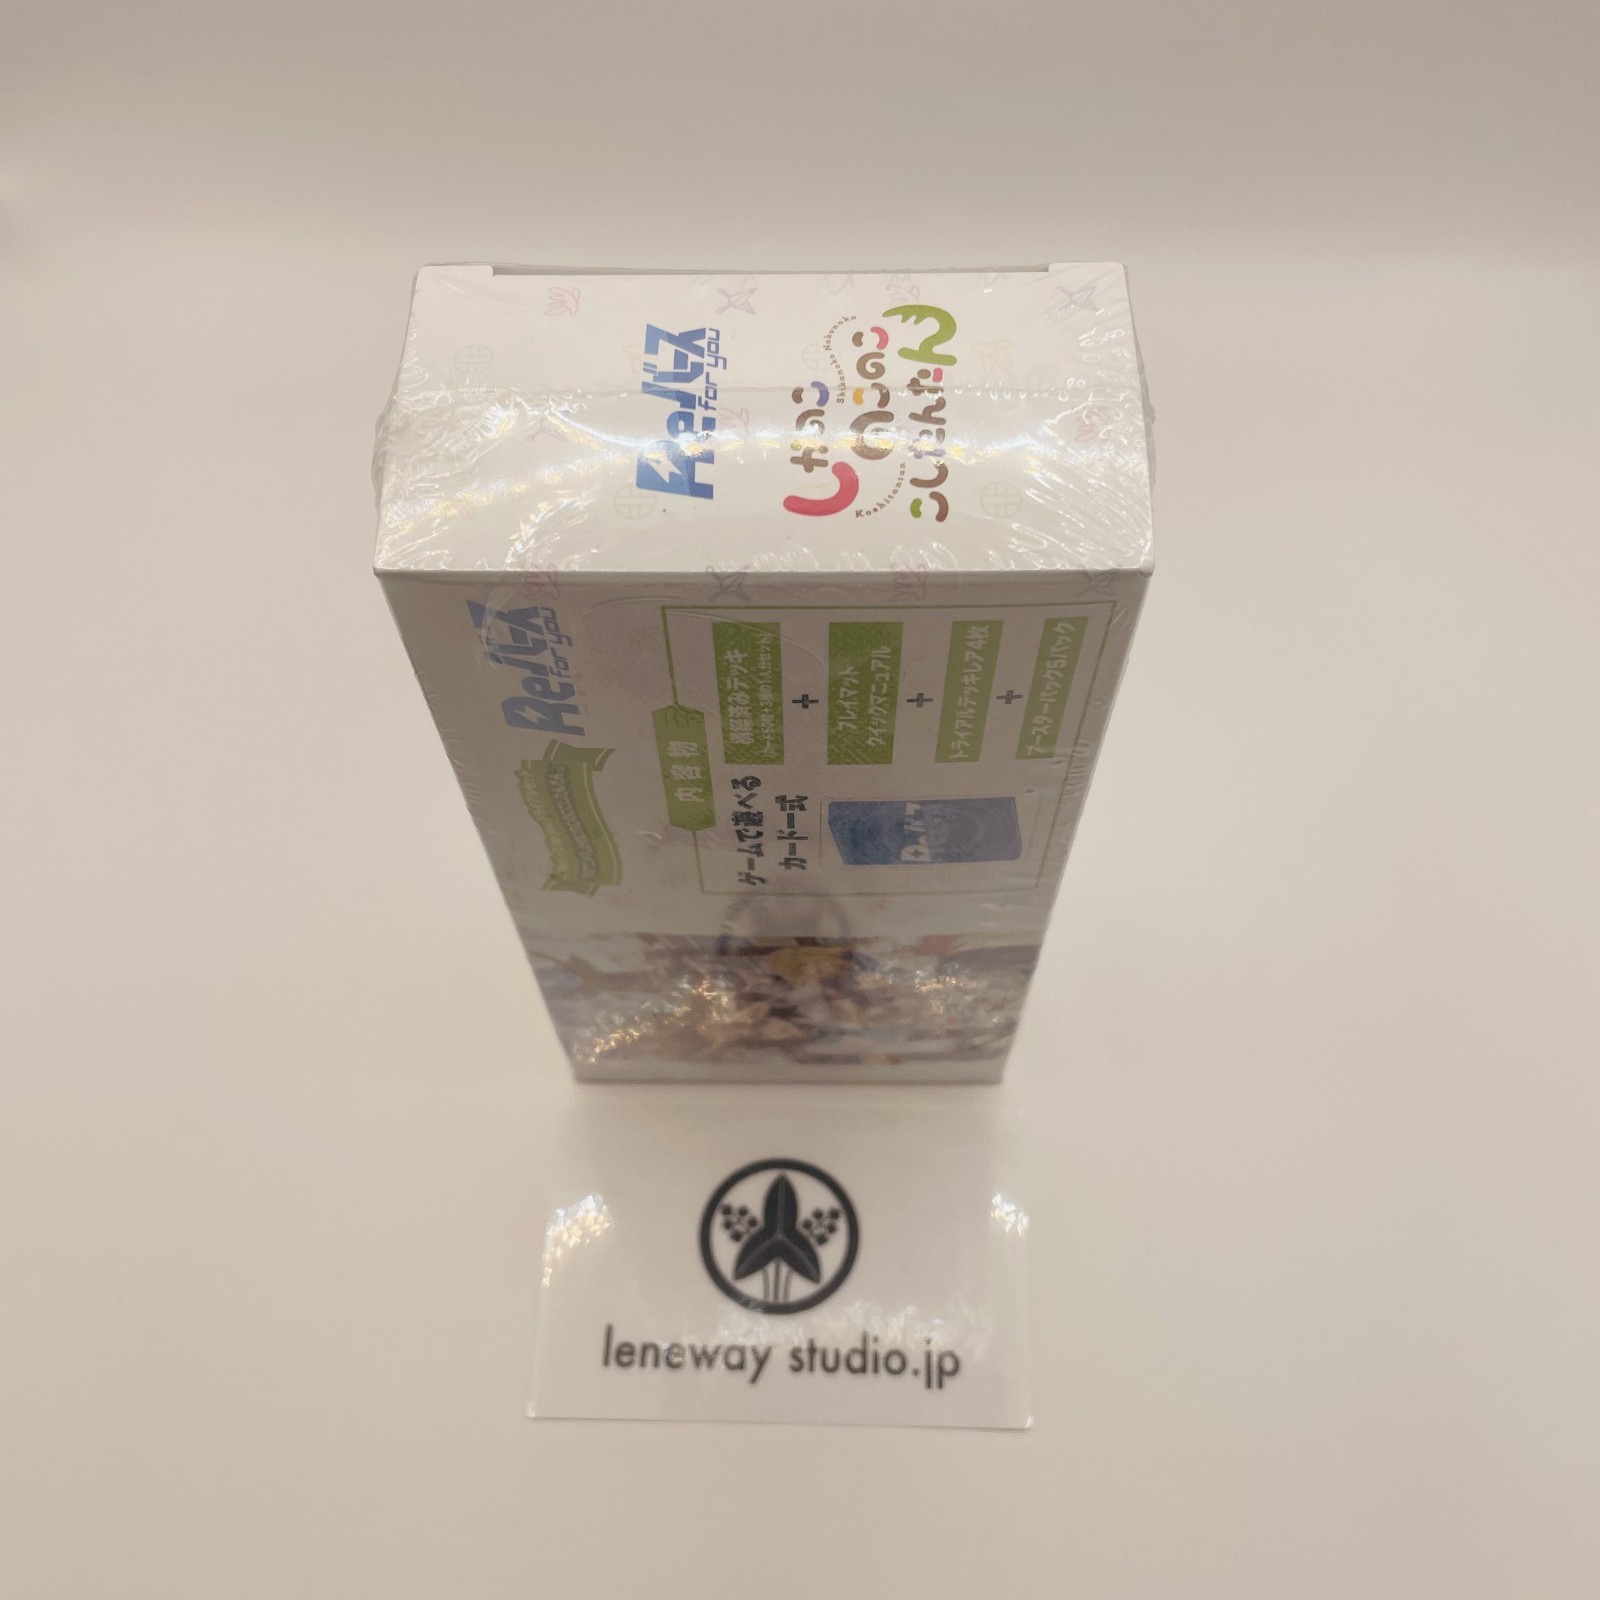 Reバース
for you
しかのこ
のこのこ
こしたんたん
Shikanoko Nokonoko
Koshitantan
Reバース
for you
内容物
構築済みデッキ
+
プレイマット
クイックマニュアル
+
トライアルデッキレア4枚
+
ブースターパック5パック
ゲームで遊べる
カード一式
leneway studio.jp